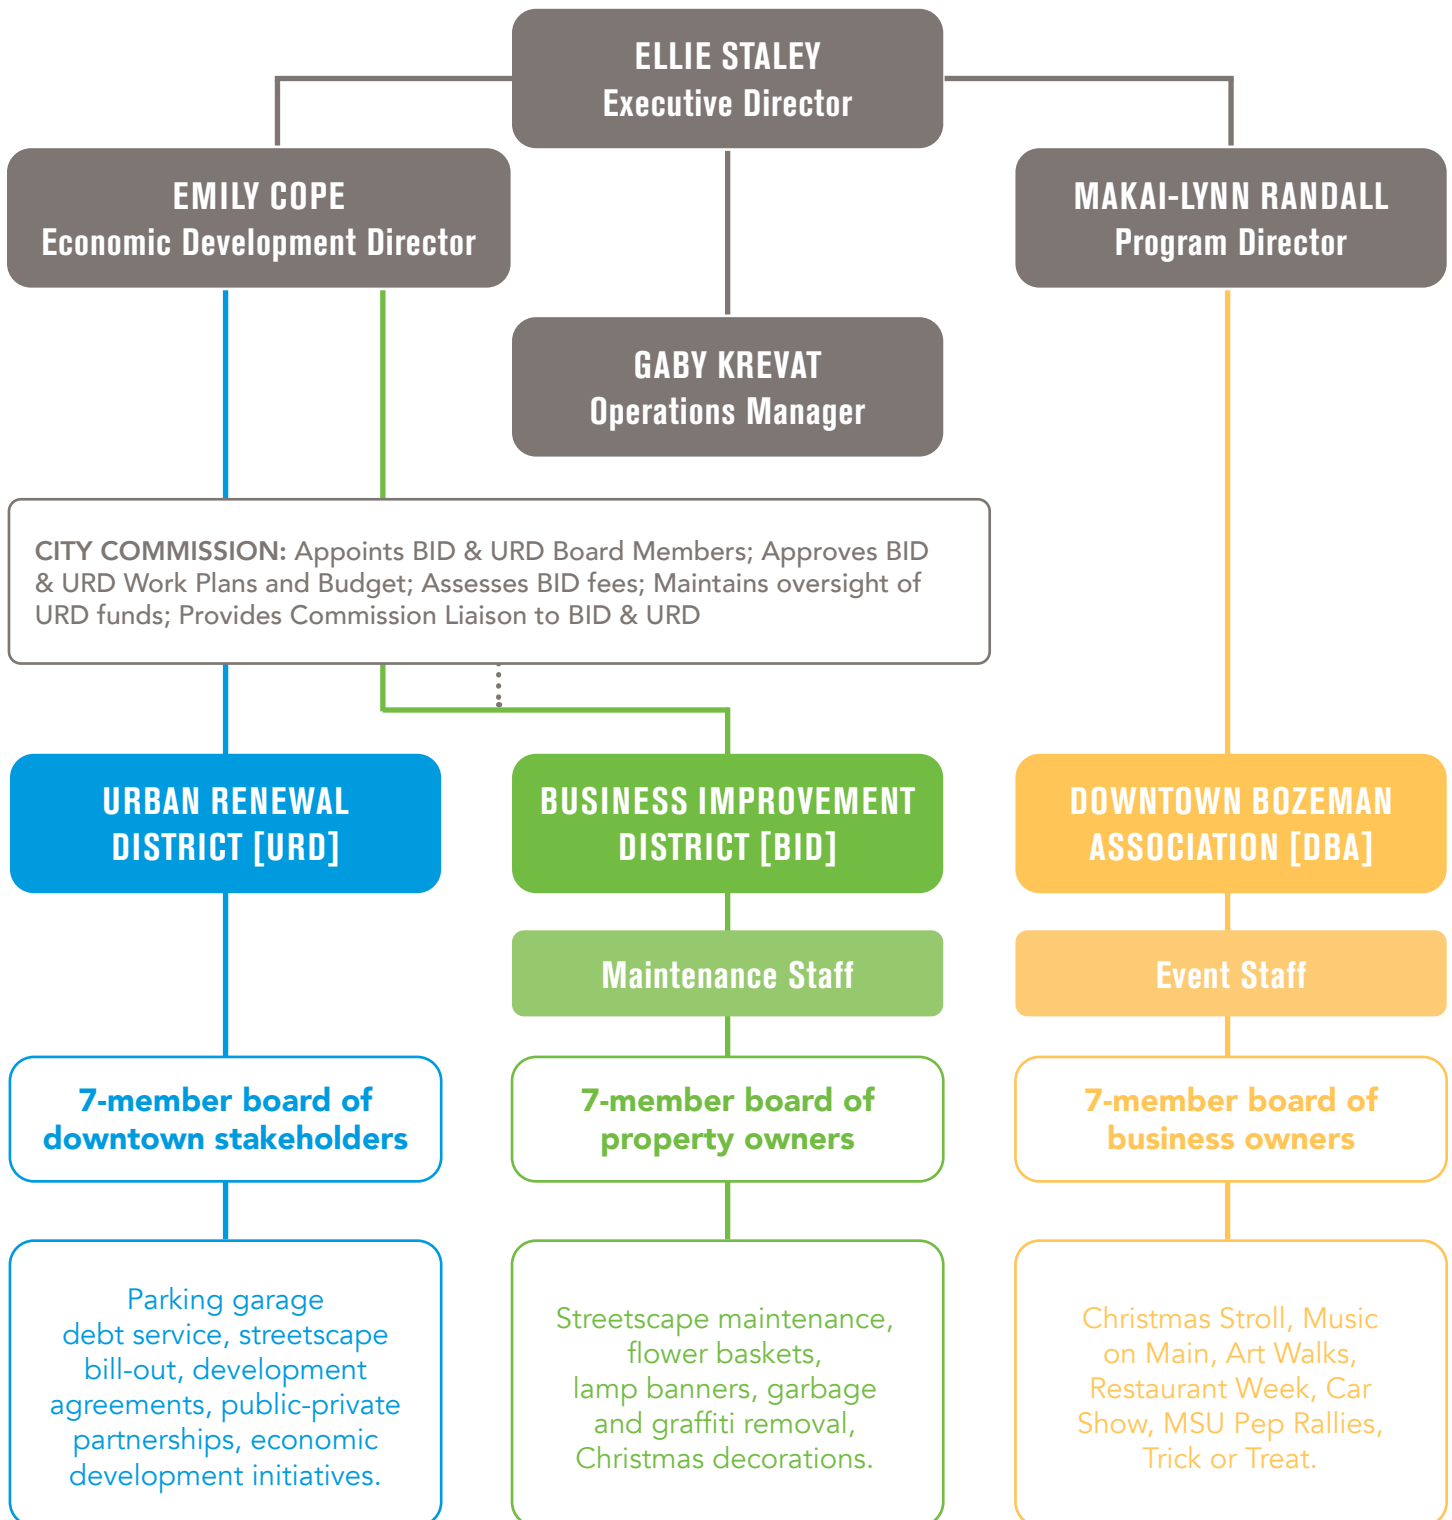 ELLIE STALEY
Executive Director
EMILY COPE
Economic Development Director
MAKAI-LYNN RANDALL
Program Director
GABY KREVAT
Operations Manager
CITY COMMISSION: Appoints BID & URD Board Members; Approves BID
& URD Work Plans and Budget; Assesses BID fees; Maintains oversight of
URD funds; Provides Commission Liaison to BID & URD
URBAN RENEWAL
DISTRICT [URD]
BUSINESS IMPROVEMENT
DISTRICT [BID]
DOWNTOWN BOZEMAN
ASSOCIATION [DBA]
Maintenance Staff
Event Staff
7-member board of
downtown stakeholders
7-member board of
property owners
7-member board of
business owners
Parking garage
debt service, streetscape
bill-out, development
agreements, public-private
partnerships, economic
development initiatives.
Streetscape maintenance,
flower baskets,
lamp banners, garbage
and graffiti removal,
Christmas decorations.
Christmas Stroll, Music
on Main, Art Walks,
Restaurant Week, Car
Show, MSU Pep Rallies,
Trick or Treat.